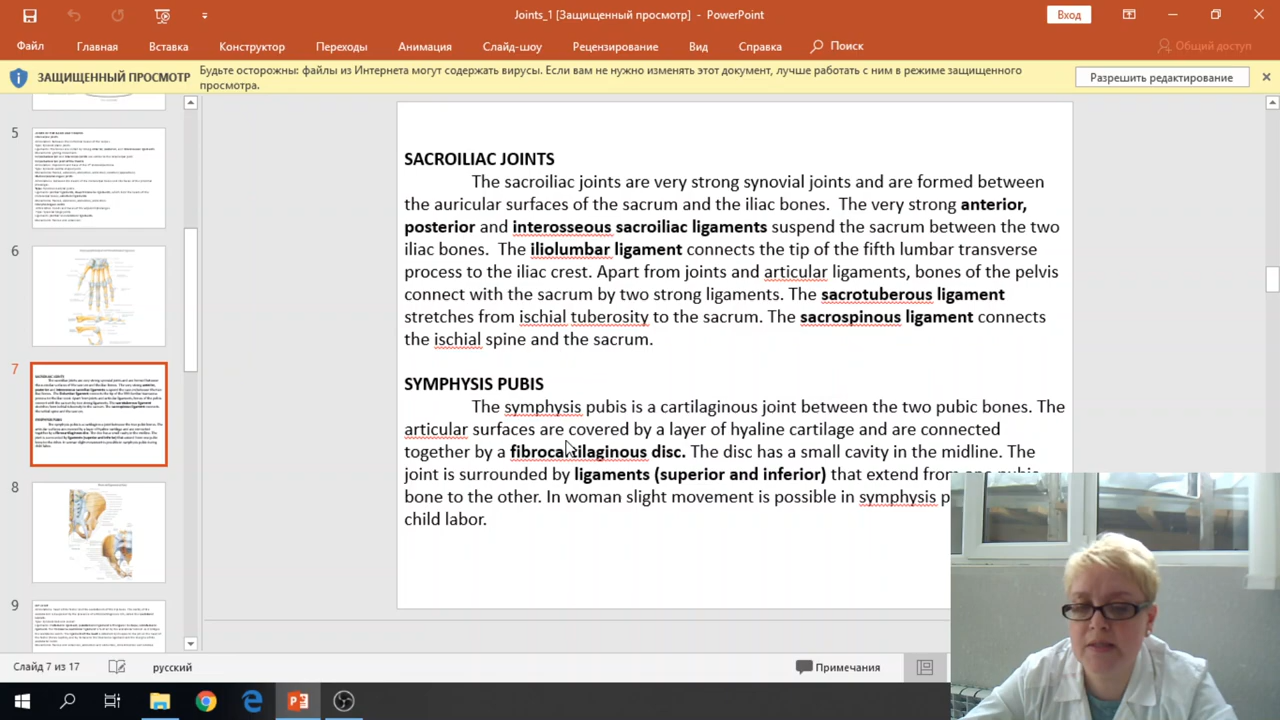 Joints_1 [Защищенный просмотр] - PowerPoint
Вход
Файл Главная Вставка Конструктор Переходы Анимация Слайд-шоу Рецензирование Вид Справка Поиск Общий доступ
ЗАЩИЩЕННЫЙ ПРОСМОТР
Будьте осторожны: файлы из Интернета могут содержать вирусы. Если вам не нужно изменять этот документ, лучше работать с ним в режиме защищенного
просмотра.
Разрешить редактирование
5
6
7
8
9
SACROILIAC JOINTS
The sacroiliac joints are very strong synovial joints and are formed between
the auricular surfaces of the sacrum and the iliac bones. The very strong anterior,
posterior and interosseous sacroiliac ligaments suspend the sacrum between the two
iliac bones. The iliolumbar ligament connects the tip of the fifth lumbar transverse
process to the iliac crest. Apart from joints and articular ligaments, bones of the pelvis
connect with the sacrum by two strong ligaments. The sacrotuberous ligament
stretches from ischial tuberosity to the sacrum. The sacrospinous ligament connects
the ischial spine and the sacrum.
SYMPHYSIS PUBIS
The symphysis pubis is a cartilaginous joint between the two pubic bones. The
articular surfaces are covered by a layer of hyaline cartilage and are connected
together by a fibrocartilaginous disc. The disc has a small cavity in the midline. The
joint is surrounded by ligaments (superior and inferior) that extend from one pubic
bone to the other. In woman slight movement is possible in symphysis
child labor.
Слайд 7 из 17
русский
Примечания